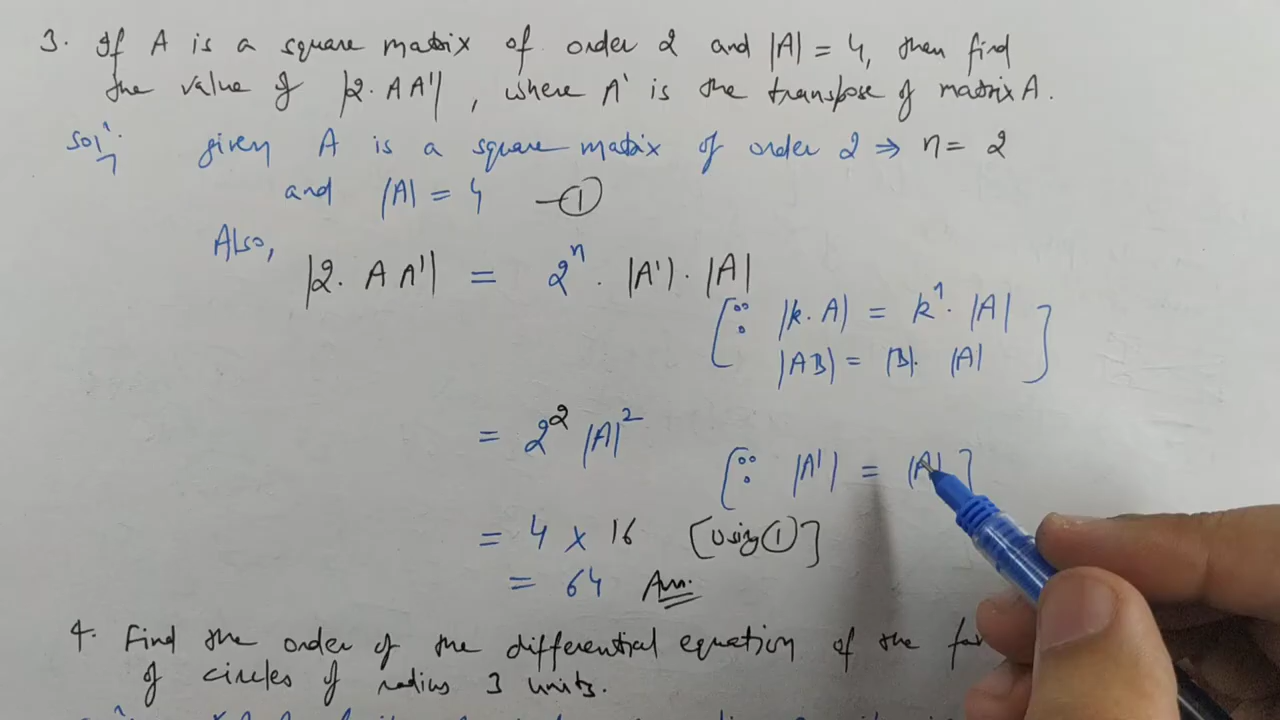 3. If A is a square matrix of order 2 and |A| = 4, then find
the value of |2. AA'|, where A' is the transpose of matrix A.
Solⁿ: given A is a square matrix of order 2 ⇒ n = 2
and |A| = 4 —①
Also,
|2. AA'| = 2ⁿ. |A'|. |A|
[∵ |k. A| = kⁿ. |A|
|AB| = |B|. |A| ]
= 2² |A|²
[∵ |A'| = |A|]
= 4 × 16 [using ①]
= 64 Ans.
4. Find the order of the differential equation of the
of circles of radius 3 units.